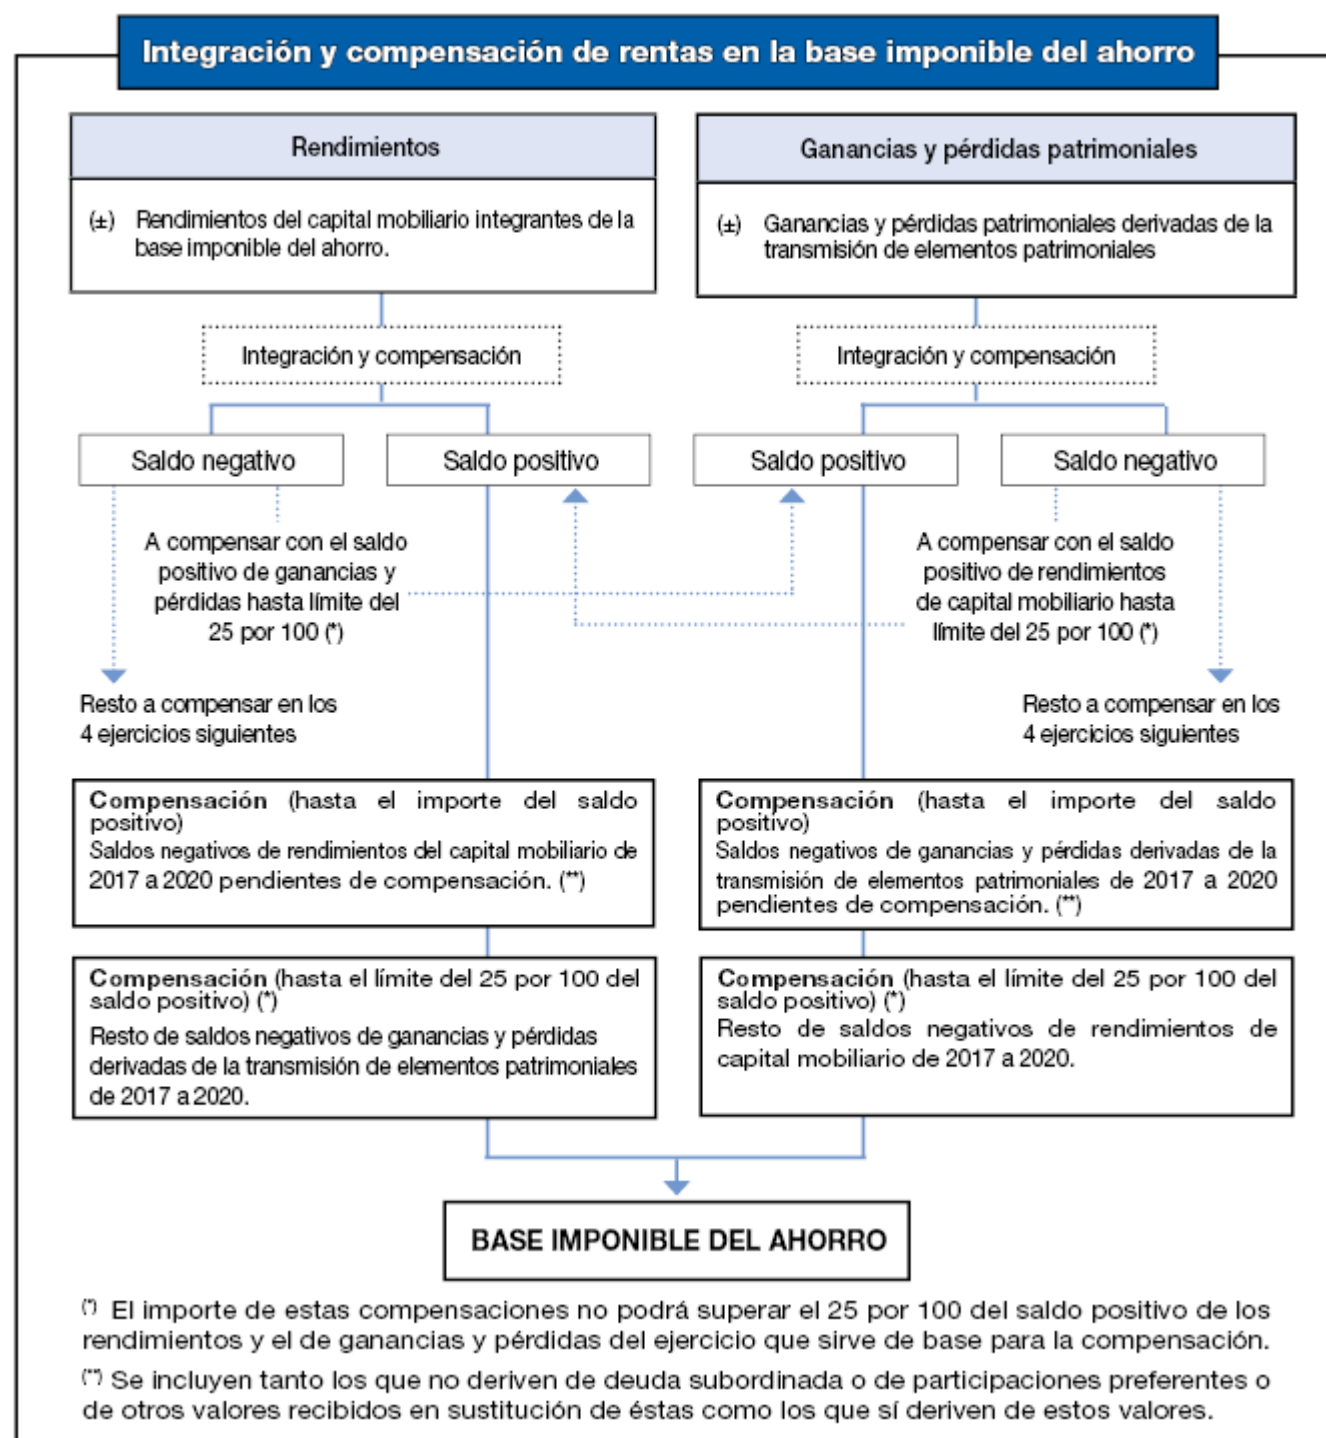 Integración y compensación de rentas en la base imponible del ahorro
Rendimientos
(±) Rendimientos del capital mobiliario integrantes de la
base imponible del ahorro.
Ganancias y pérdidas patrimoniales
(±) Ganancias y pérdidas patrimoniales derivadas de la
transmisión de elementos patrimoniales
Integración y compensación
Integración y compensación
Saldo negativo
Saldo positivo
Saldo positivo
Saldo negativo
A compensar con el saldo
positivo de ganancias y
pérdidas hasta límite del
25 por 100 (*)
A compensar con el saldo
positivo de rendimientos
de capital mobiliario hasta
límite del 25 por 100 (*)
Resto a compensar en los
4 ejercicios siguientes
Resto a compensar en los
4 ejercicios siguientes
Compensación (hasta el importe del saldo
positivo)
Saldos negativos de rendimientos del capital mobiliario de
2017 a 2020 pendientes de compensación. (**)
Compensación (hasta el importe del saldo
positivo)
Saldos negativos de ganancias y pérdidas derivadas de la
transmisión de elementos patrimoniales de 2017 a 2020
pendientes de compensación. (**)
Compensación (hasta el límite del 25 por 100 del
saldo positivo) (*)
Resto de saldos negativos de ganancias y pérdidas
derivadas de la transmisión de elementos patrimoniales
de 2017 a 2020.
Compensación (hasta el límite del 25 por 100 del
saldo positivo) (*)
Resto de saldos negativos de rendimientos de
capital mobiliario de 2017 a 2020.
BASE IMPONIBLE DEL AHORRO
(*) El importe de estas compensaciones no podrá superar el 25 por 100 del saldo positivo de los
rendimientos y el de ganancias y pérdidas del ejercicio que sirve de base para la compensación.
(**) Se incluyen tanto los que no deriven de deuda subordinada o de participaciones preferentes o
de otros valores recibidos en sustitución de éstas como los que sí deriven de estos valores.